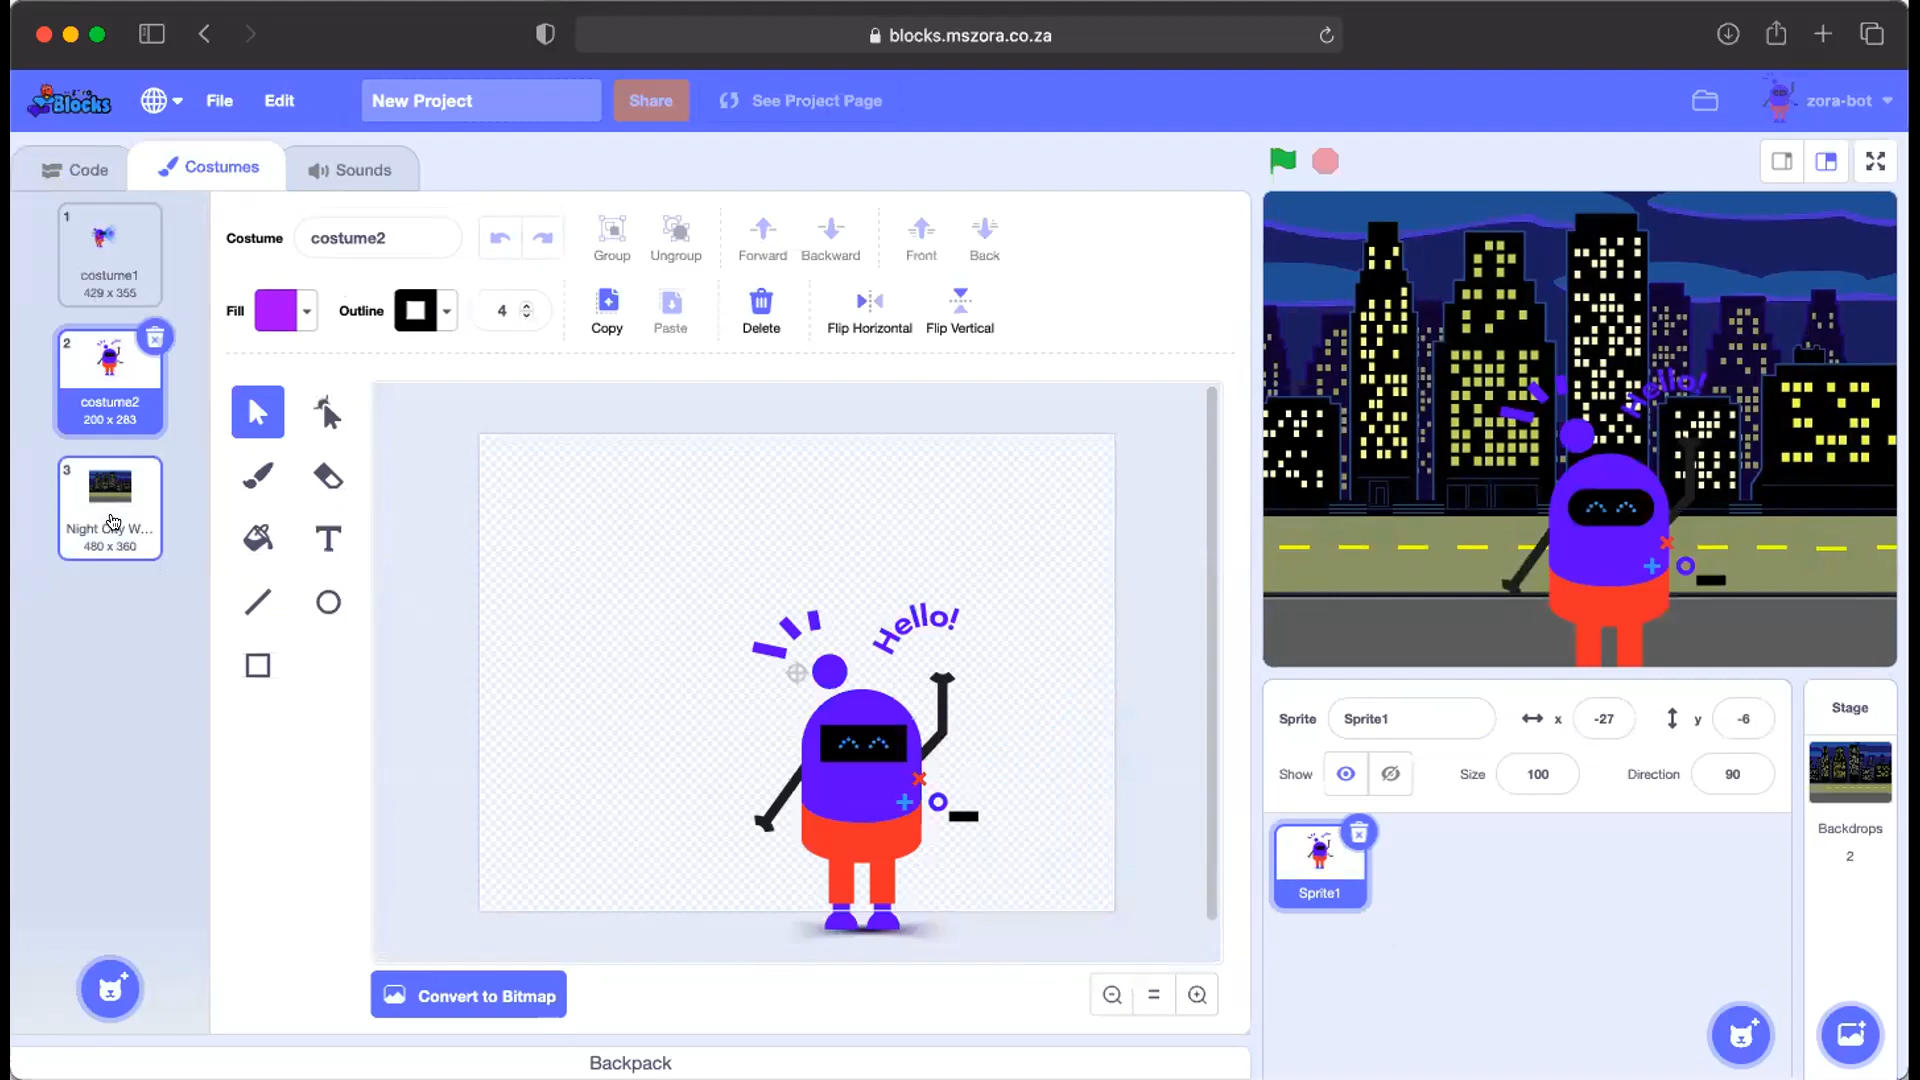 blocks.mszora.co.za
Blocks
File
Edit
New Project
Share
See Project Page
zora-bot
Code
Costumes
Sounds
1
costume1
429 x 355
2
costume2
200 x 283
3
Night City W...
480 x 360
Costume
costume2
Group
Ungroup
Forward
Backward
Front
Back
Fill
Outline
4
Copy
Paste
Delete
Flip Horizontal
Flip Vertical
Hello!
Convert to Bitmap
Backpack
Hello!
Sprite
Sprite1
x
-27
y
-6
Show
Size
100
Direction
90
Sprite1
Stage
Backdrops
2